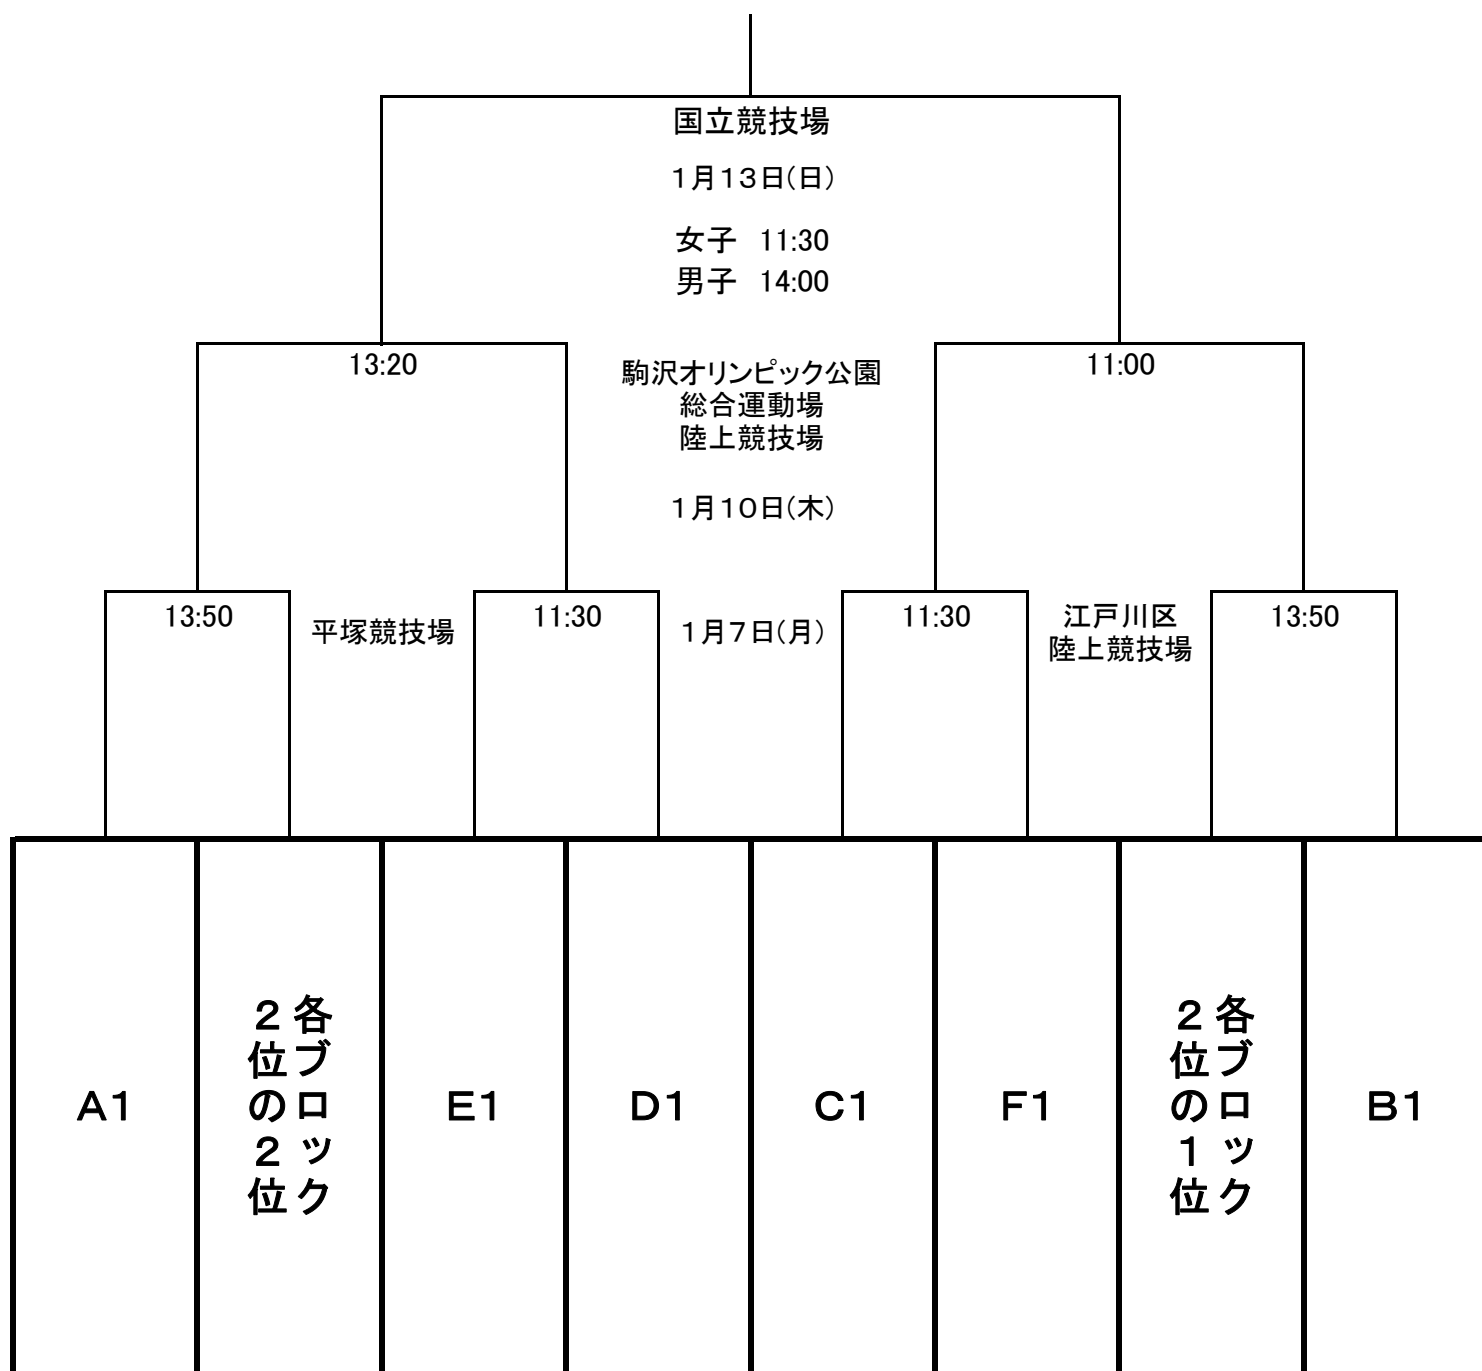 国立競技場
１月１３日(日)
女子　11:30
男子　14:00
13:20
駒沢オリンピック公園
総合運動場
陸上競技場
１月１０日(木)
11:00
13:50
平塚競技場
11:30
１月７日(月)
11:30
江戸川区
陸上競技場
13:50
Ａ１
各ブロック
２位の２位
Ｅ１
Ｄ１
Ｃ１
Ｆ１
各ブロック
２位の１位
Ｂ１